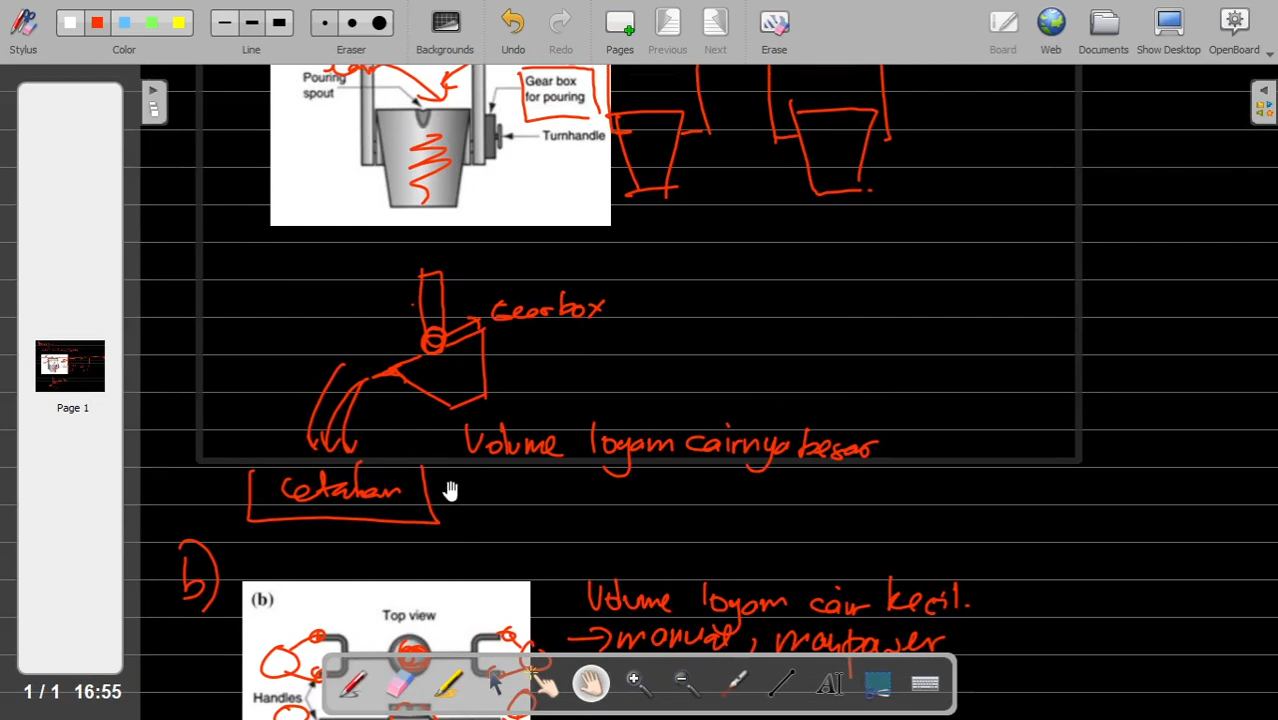 Stylus
Color
Line
Eraser
Backgrounds
Undo
Redo
Pages
Previous
Next
Erase
Board
Web
Documents
Show Desktop
OpenBoard
Pouring
spout
Gear box
for pouring
Turnhandle
Gearbox
Volume logam cairnya besar
cetakan
Page 1
b)
(b)
Top view
Handles
Volume logam cair kecil.
→ manual, manpower
AI
1 / 1 16:55